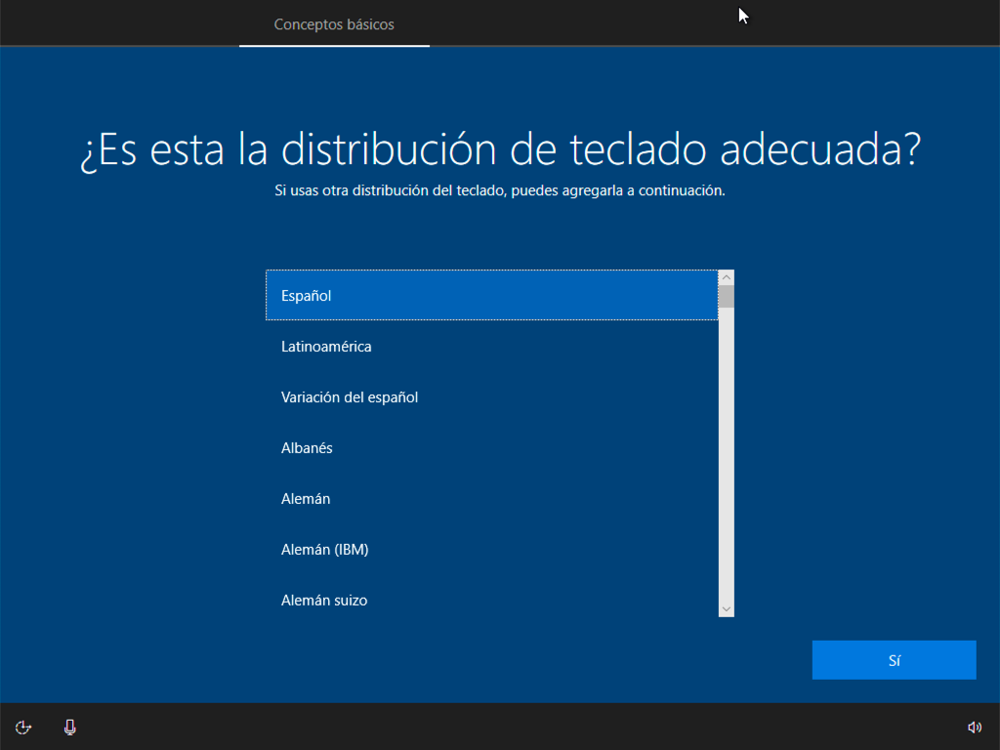 Conceptos básicos
¿Es esta la distribución de teclado adecuada?
Si usas otra distribución del teclado, puedes agregarla a continuación.
Español
Latinoamérica
Variación del español
Albanés
Alemán
Alemán (IBM)
Alemán suizo
Sí